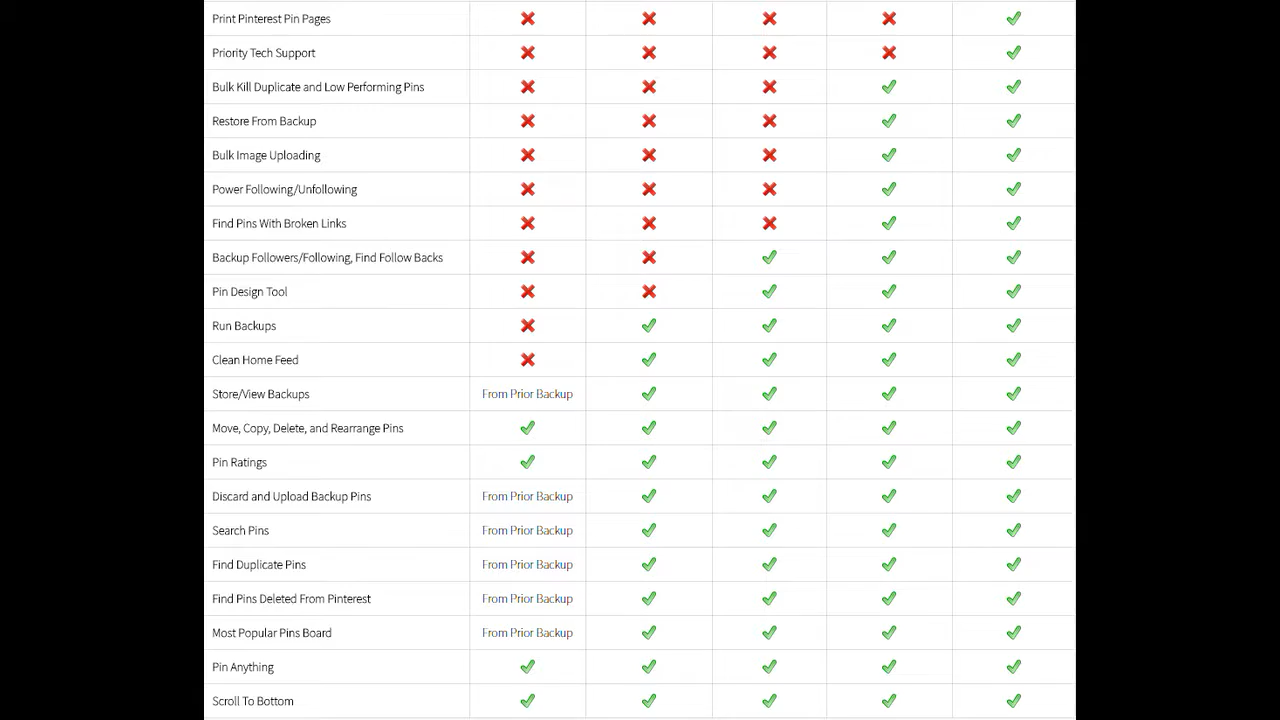 Print Pinterest Pin Pages
Priority Tech Support
Bulk Kill Duplicate and Low Performing Pins
Restore From Backup
Bulk Image Uploading
Power Following/Unfollowing
Find Pins With Broken Links
Backup Followers/Following, Find Follow Backs
Pin Design Tool
Run Backups
Clean Home Feed
Store/View Backups From Prior Backup
Move, Copy, Delete, and Rearrange Pins
Pin Ratings
Discard and Upload Backup Pins From Prior Backup
Search Pins From Prior Backup
Find Duplicate Pins From Prior Backup
Find Pins Deleted From Pinterest From Prior Backup
Most Popular Pins Board From Prior Backup
Pin Anything
Scroll To Bottom